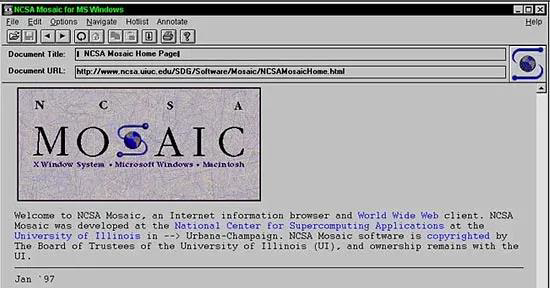 NCSA Mosaic for MS Windows
File Edit Options Navigate Hotlist Annotate
Document Title: NCSA Mosaic Home Page
Document URL: http://www.ncsa.uiuc.edu/SDG/Software/Mosaic/NCSAMosaicHome.html
N C S A
MOSAIC
X Window System • Microsoft Windows • Macintosh
Welcome to NCSA Mosaic, an Internet information browser and World Wide Web client. NCSA
Mosaic was developed at the National Center for Supercomputing Applications at the
University of Illinois in --> Urbana-Champaign. NCSA Mosaic software is copyrighted by
The Board of Trustees of the University of Illinois (UI), and ownership remains with the
UI.
Jan `97